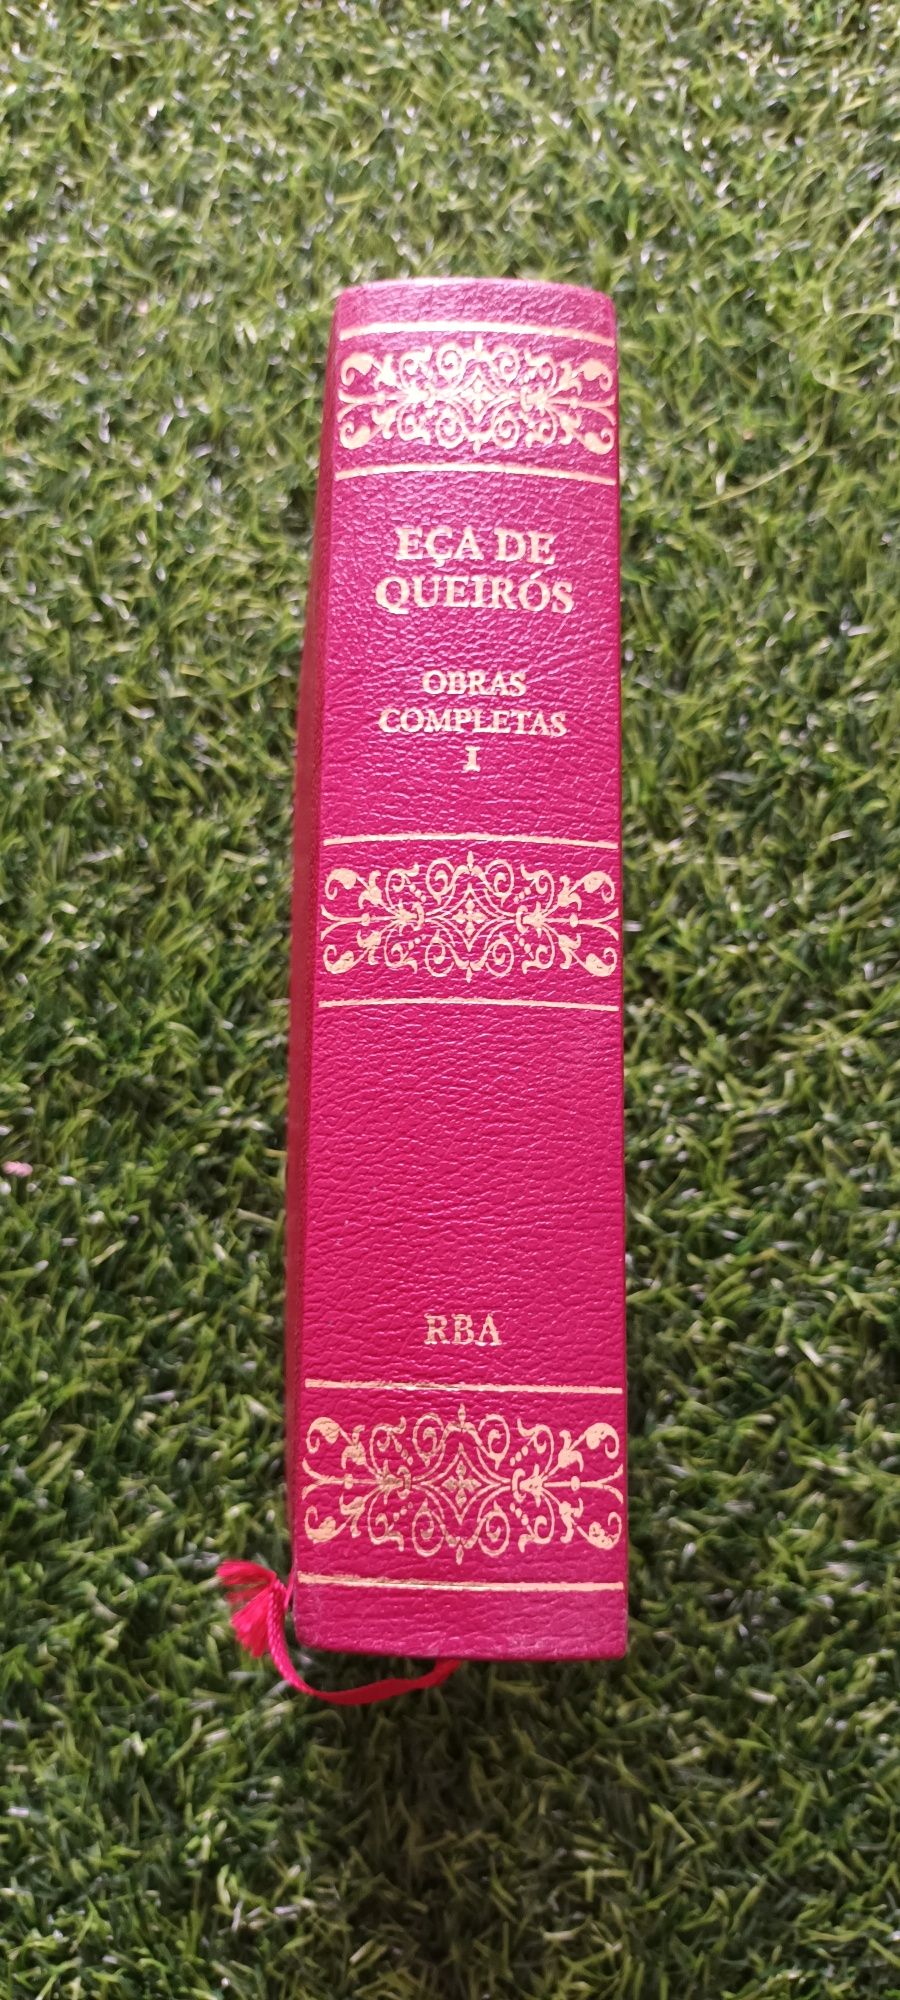 EÇA DE
QUEIRÓS
OBRAS
COMPLETAS
I
RBA